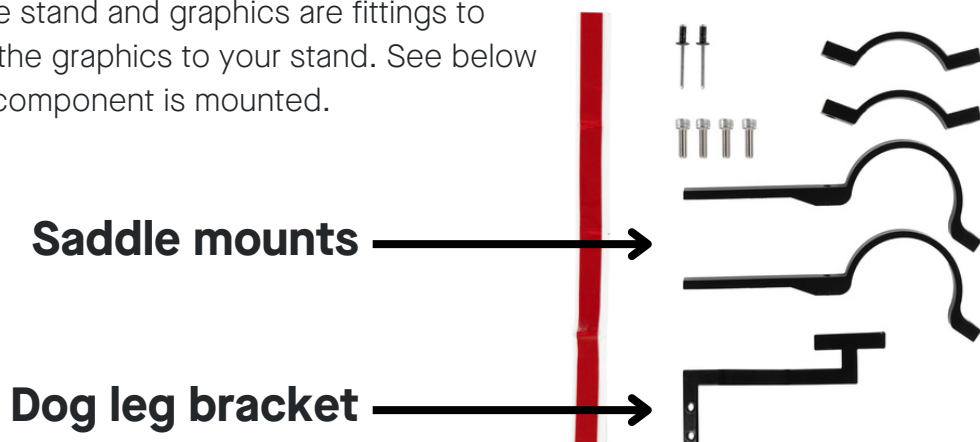 e stand and graphics are fittings to
the graphics to your stand. See below
component is mounted.
Saddle mounts
Dog leg bracket